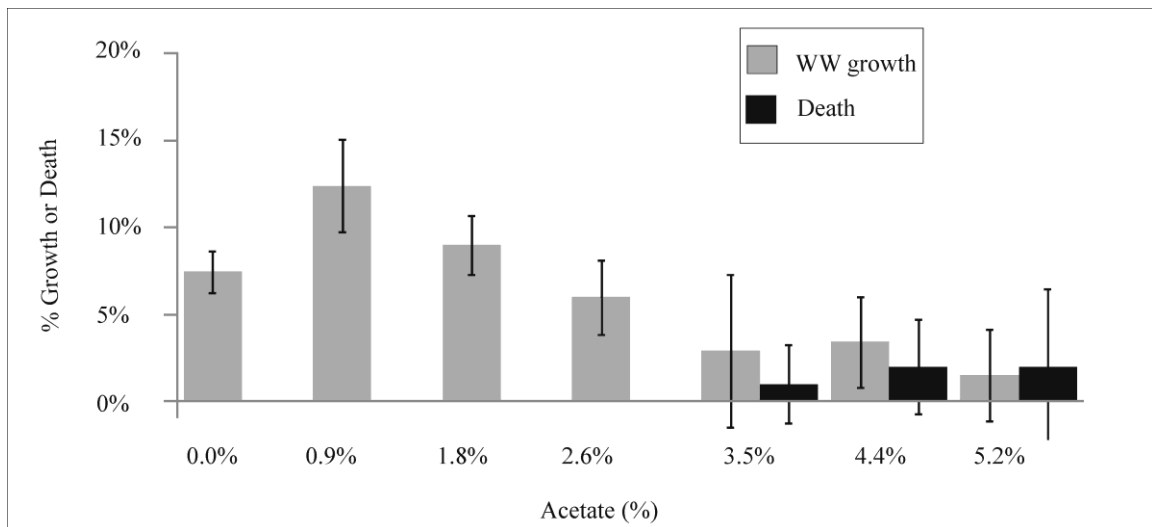 20%
WW growth
Death
15%
10%
5%
0%
% Growth or Death
0.0% 0.9% 1.8% 2.6% 3.5% 4.4% 5.2%
Acetate (%)